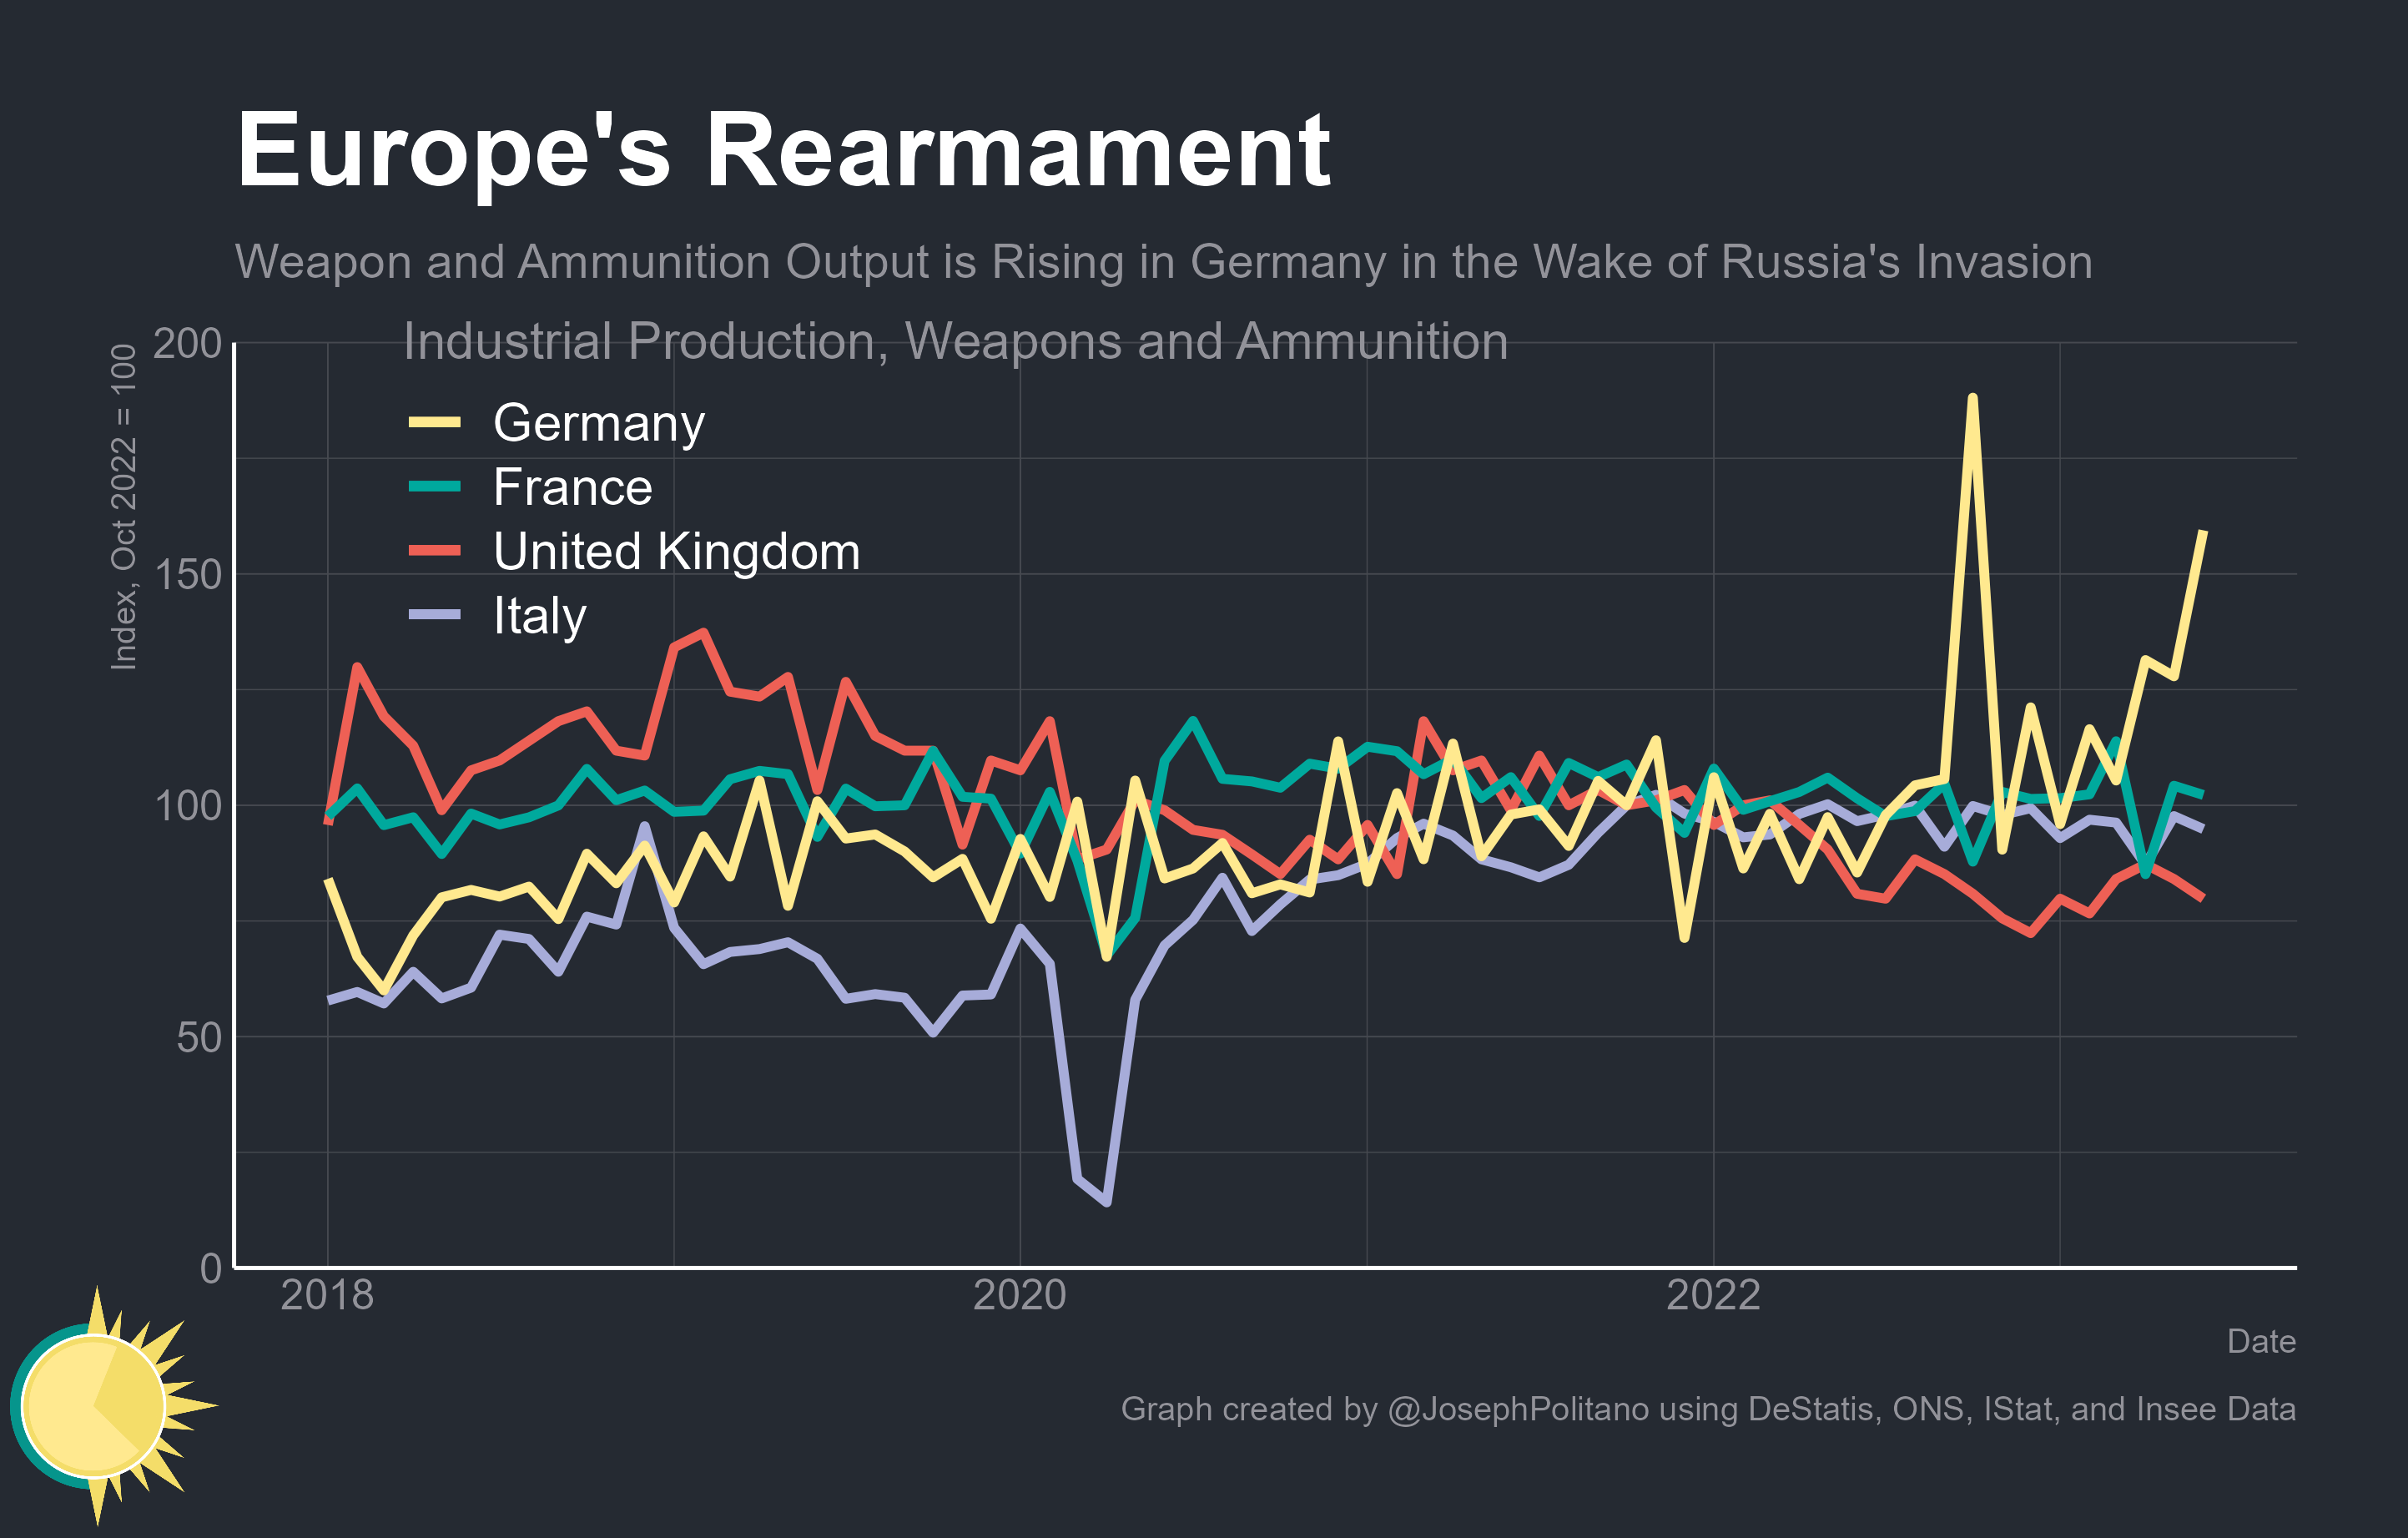 Europe's Rearmament
Weapon and Ammunition Output is Rising in Germany in the Wake of Russia's Invasion
Industrial Production, Weapons and Ammunition
Germany
France
United Kingdom
Italy
Index, Oct 2022 = 100
200
150
100
50
0
2018
2020
2022
Date
Graph created by @JosephPolitano using DeStatis, ONS, IStat, and Insee Data